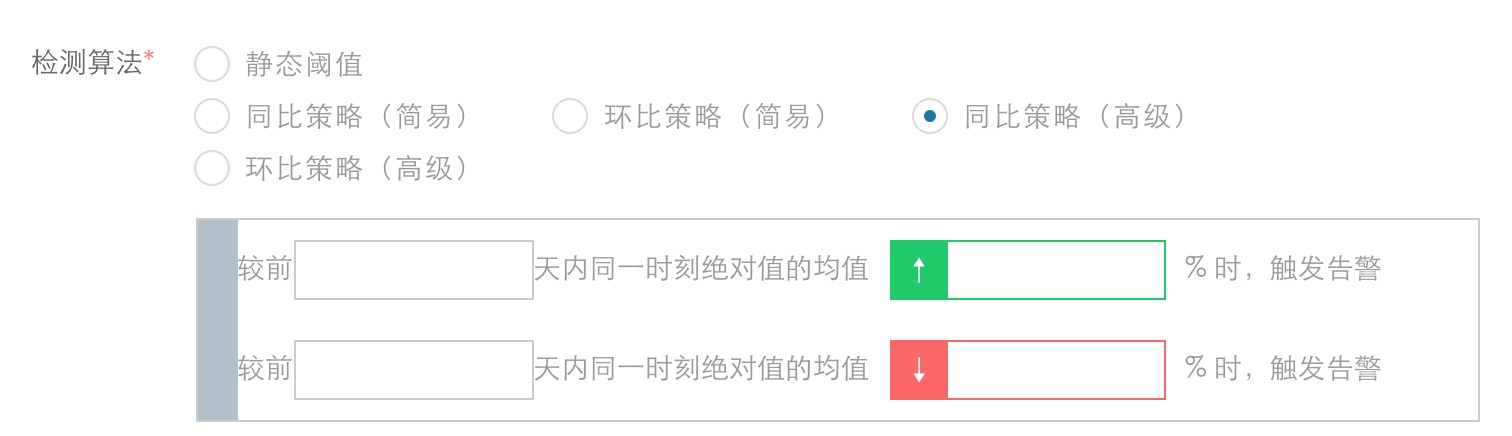 检测算法* 静态阈值
同比策略（简易） 环比策略（简易） 同比策略（高级）
环比策略（高级）
较前 天内同一时刻绝对值的均值 ↑ %时，触发告警
较前 天内同一时刻绝对值的均值 ↓ %时，触发告警